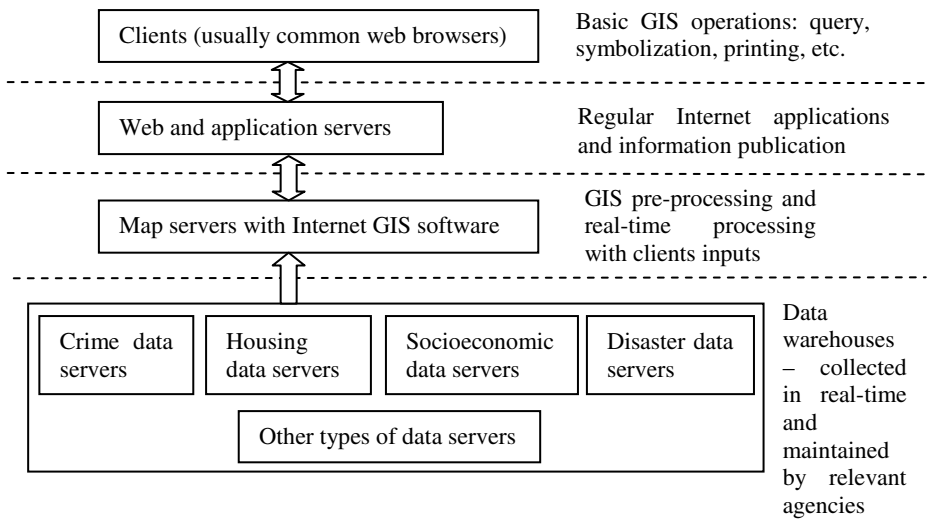 Clients (usually common web browsers)
Basic GIS operations: query,
symbolization, printing, etc.
Web and application servers
Regular Internet applications
and information publication
Map servers with Internet GIS software
GIS pre-processing and
real-time processing
with clients inputs
Crime data
servers
Housing
data servers
Socioeconomic
data servers
Disaster data
servers
Other types of data servers
Data
warehouses
– collected
in real-time
and
maintained
by relevant
agencies